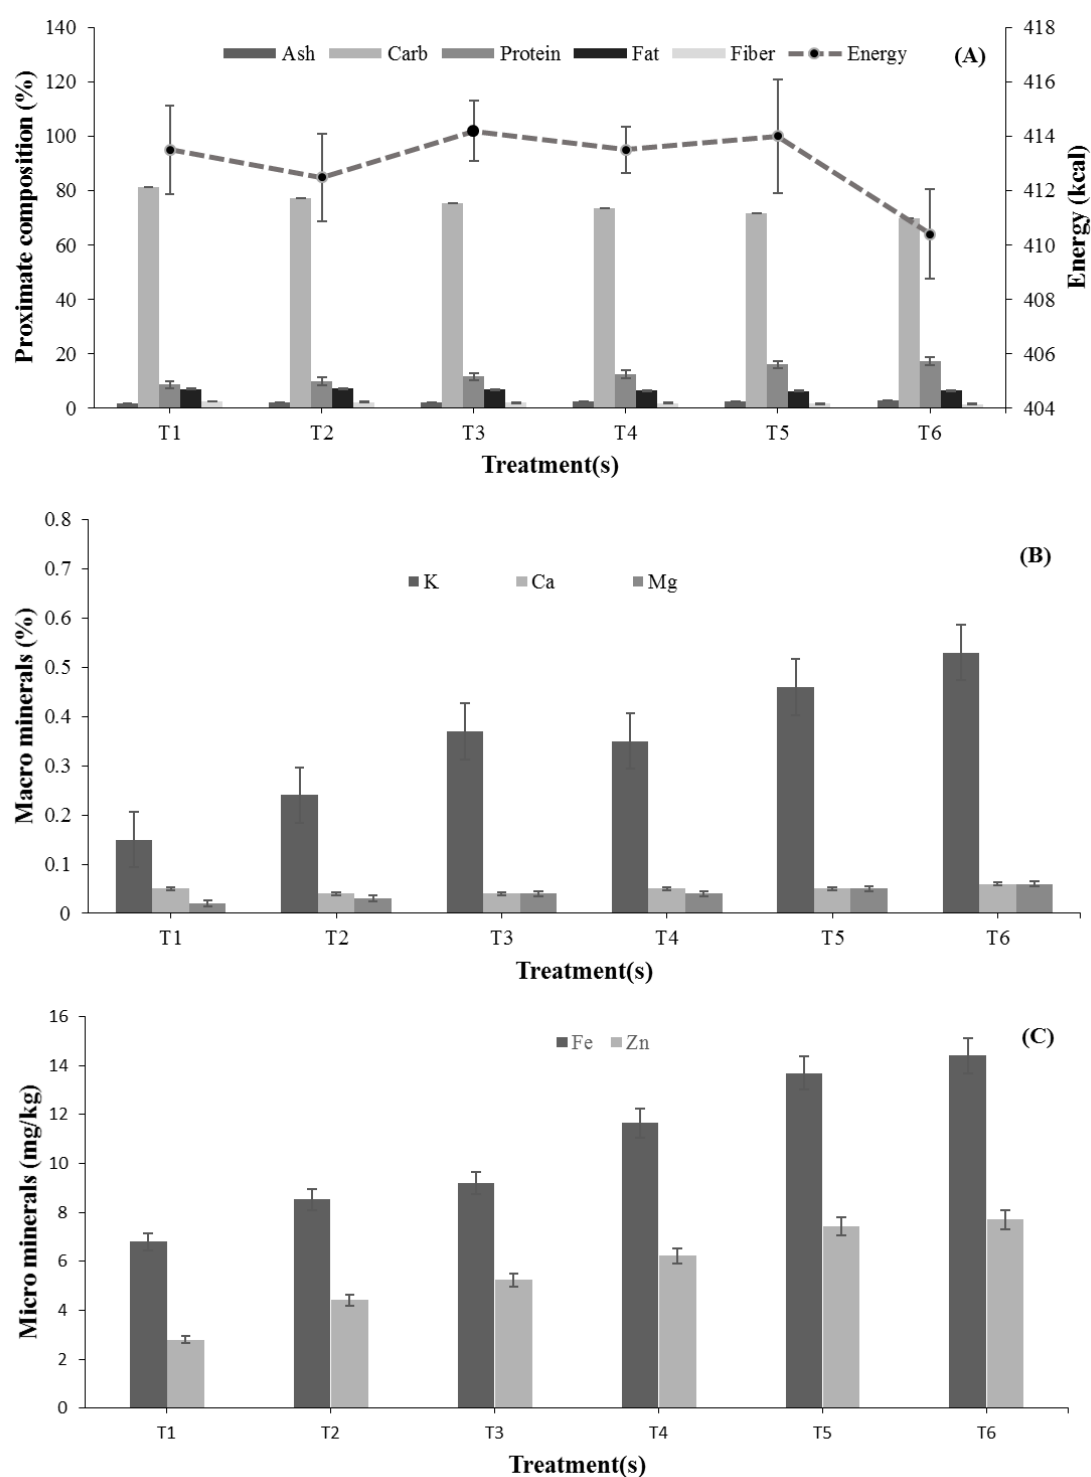 140
120
100
80
60
40
20
0
Proximate composition (%)
Ash Carb Protein Fat Fiber Energy
(A)
418
416
414
412
410
408
406
404
Energy (kcal)
T1 T2 T3 T4 T5 T6
Treatment(s)
0.8
0.7
0.6
0.5
0.4
0.3
0.2
0.1
0
Macro minerals (%)
(B)
K Ca Mg
T1 T2 T3 T4 T5 T6
Treatment(s)
16
14
12
10
8
6
4
2
0
Micro minerals (mg/kg)
(C)
Fe Zn
T1 T2 T3 T4 T5 T6
Treatment(s)